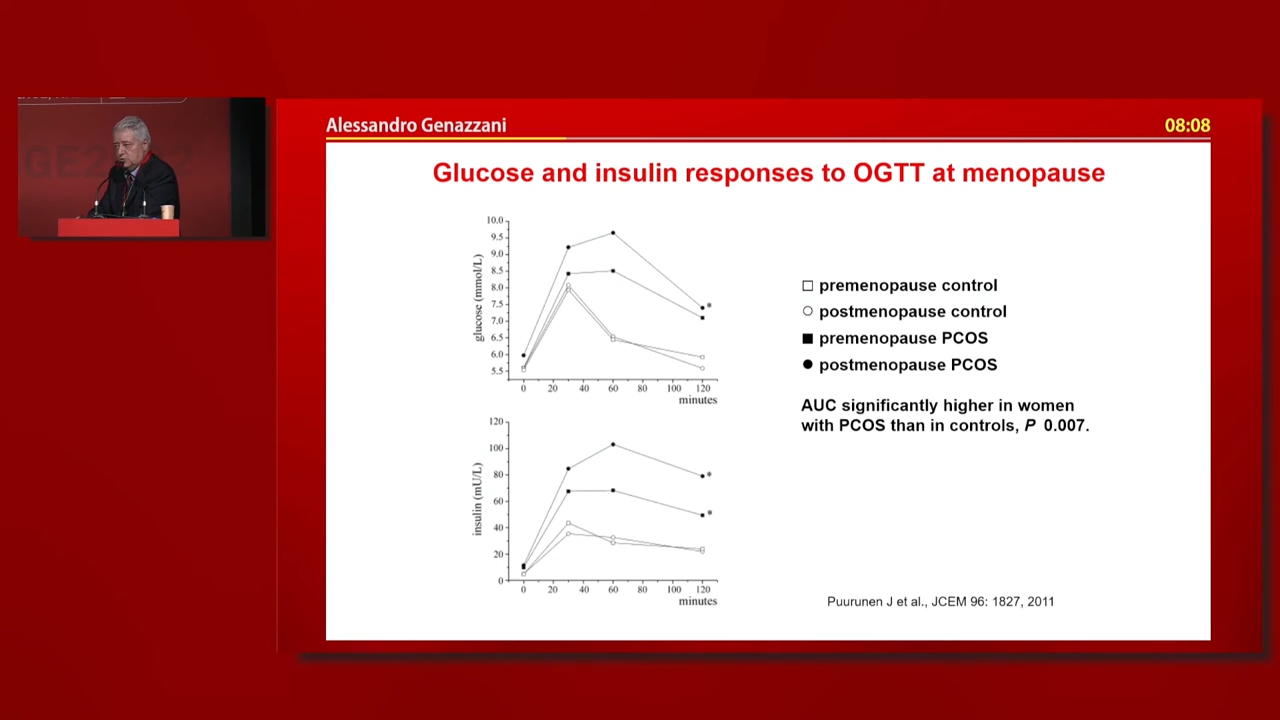 GE2
2
Alessandro Genazzani
08:08
Glucose and insulin responses to OGTT at menopause
10.0
9.5
9.0
8.5
8.0
7.5
7.0
6.5
6.0
5.5
glucose (mmol/L)
0 20 40 60 80 100 120
minutes
*
120
100
80
60
40
20
0
insulin (mU/L)
0 20 40 60 80 100 120
minutes
*
*
premenopause control
postmenopause control
premenopause PCOS
postmenopause PCOS
AUC significantly higher in women
with PCOS than in controls, P 0.007.
Puurunen J et al., JCEM 96: 1827, 2011